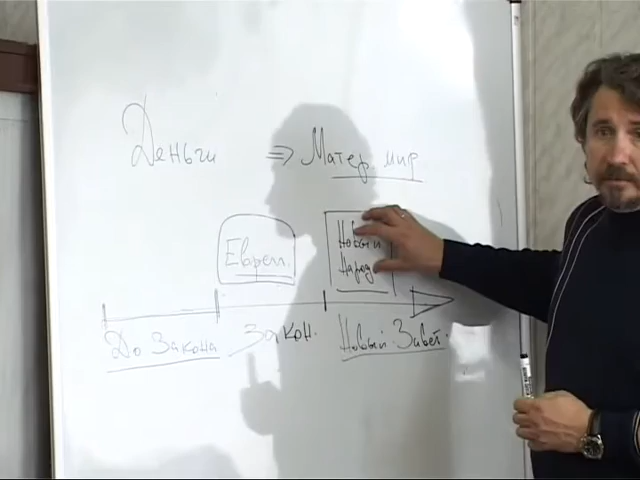 Деньги => Матер. мир
Евреи.
Новый
Народ
До Закона Закон. Новый Завет.